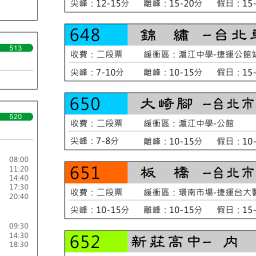 尖峰：12-15分 離峰：15-20分 假日：15-
513
648 錦 繡 -台北車
收費：二段票 緩衝區：滬江中學-捷運公館站
尖峰：7-10分 離峰：10-15分 假日：15-
650 大崎腳 -台北市
520
收費：二段票 緩衝區：滬江中學-公館
尖峰：7-8分 離峰：10-15分 假日：10-
08:00
11:20
14:40
17:30
20:40
651 板 橋 -台北市
收費：二段票 緩衝區：環南市場-捷運台大醫
尖峰：10-15分 離峰：10-15分 假日：15-
09:30
14:30
18:30
652 新莊高中- 內